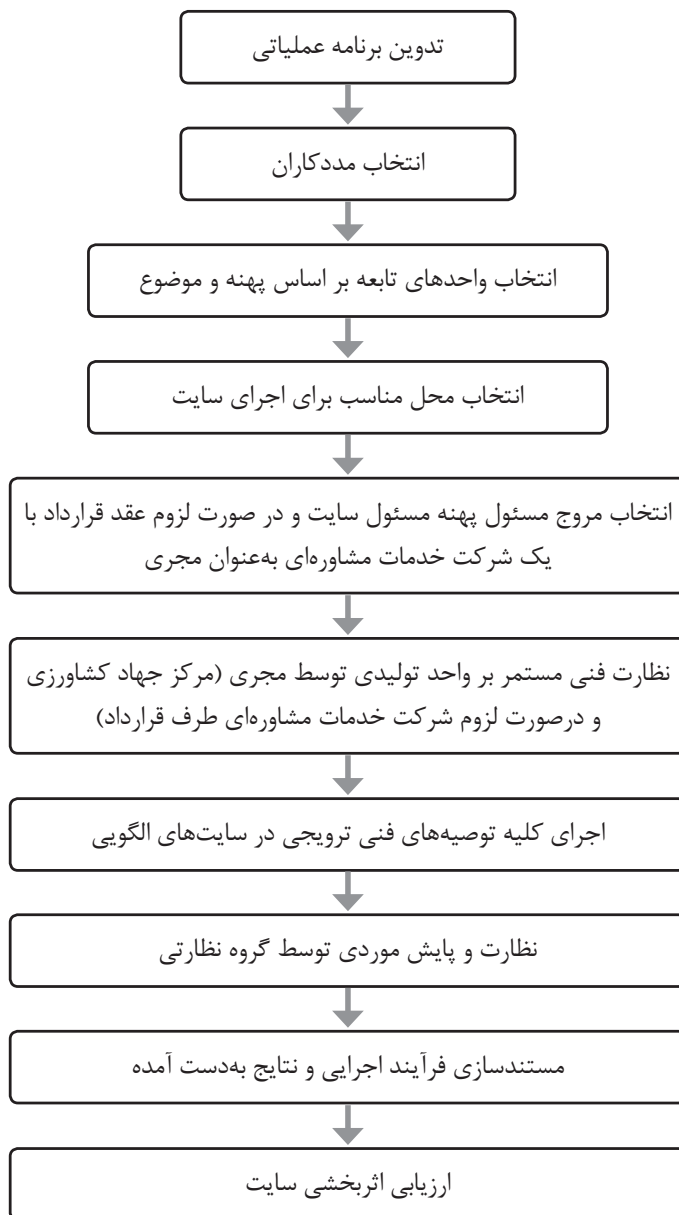 تدوین برنامه عملیاتی
انتخاب مددکاران
انتخاب واحدهای تابعه بر اساس پهنه و موضوع
انتخاب محل مناسب برای اجرای سایت
انتخاب مروج مسئول پهنه مسئول سایت و در صورت لزوم عقد قرارداد با
یک شرکت خدمات مشاوره‌ای به‌عنوان مجری
نظارت فنی مستمر بر واحد تولیدی توسط مجری (مرکز جهاد کشاورزی
و درصورت لزوم شرکت خدمات مشاوره‌ای طرف قرارداد)
اجرای کلیه توصیه‌های فنی ترویجی در سایت‌های الگویی
نظارت و پایش موردی توسط گروه نظارتی
مستندسازی فرآیند اجرایی و نتایج به‌دست آمده
ارزیابی اثربخشی سایت